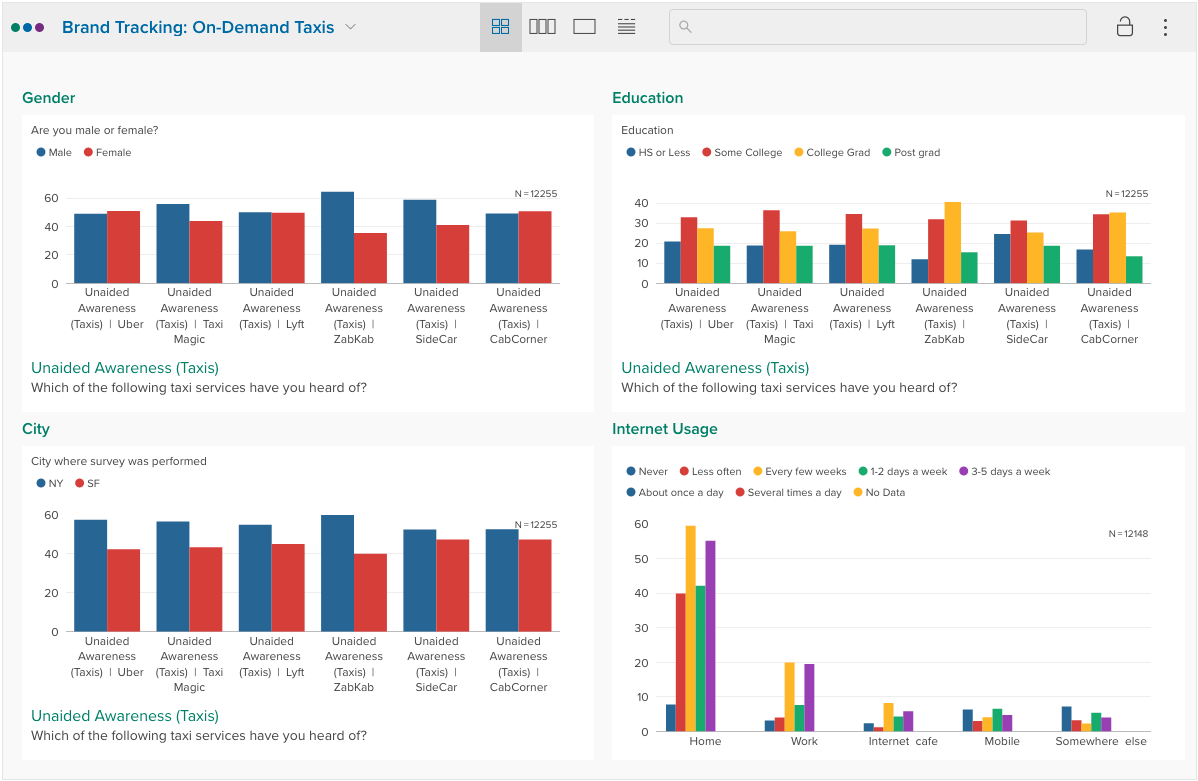 Brand Tracking: On-Demand Taxis
Gender
Are you male or female?
Male Female
N=12255
60
40
20
0
Unaided Awareness (Taxis) | Uber
Unaided Awareness (Taxis) | Taxi Magic
Unaided Awareness (Taxis) | Lyft
Unaided Awareness (Taxis) | ZabKab
Unaided Awareness (Taxis) | SideCar
Unaided Awareness (Taxis) | CabCorner
Unaided Awareness (Taxis)
Which of the following taxi services have you heard of?
Education
Education
HS or Less Some College College Grad Post grad
N=12255
40
30
20
10
0
Unaided Awareness (Taxis) | Uber
Unaided Awareness (Taxis) | Taxi Magic
Unaided Awareness (Taxis) | Lyft
Unaided Awareness (Taxis) | ZabKab
Unaided Awareness (Taxis) | SideCar
Unaided Awareness (Taxis) | CabCorner
Unaided Awareness (Taxis)
Which of the following taxi services have you heard of?
City
City where survey was performed
NY SF
N=12255
60
40
20
0
Unaided Awareness (Taxis) | Uber
Unaided Awareness (Taxis) | Taxi Magic
Unaided Awareness (Taxis) | Lyft
Unaided Awareness (Taxis) | ZabKab
Unaided Awareness (Taxis) | SideCar
Unaided Awareness (Taxis) | CabCorner
Unaided Awareness (Taxis)
Which of the following taxi services have you heard of?
Internet Usage
Never Less often Every few weeks 1-2 days a week 3-5 days a week
About once a day Several times a day No Data
N=12148
60
50
40
30
20
10
0
Home Work Internet cafe Mobile Somewhere else